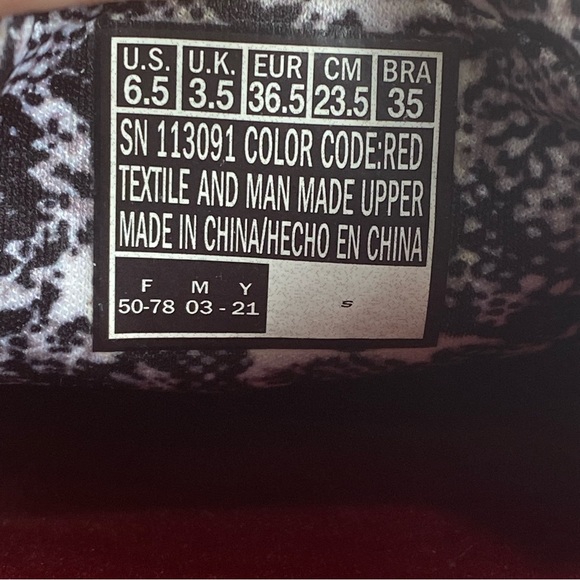 U.S. U.K. EUR CM BRA
6.5 3.5 36.5 23.5 35
SN 113091 COLOR CODE:RED
TEXTILE AND MAN MADE UPPER
MADE IN CHINA/HECHO EN CHINA
F M Y
50-78 03 - 21
S